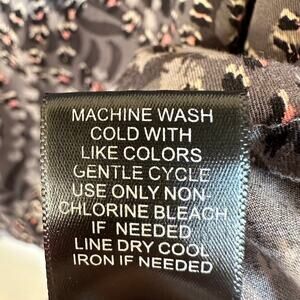 MACHINE WASH
COLD WITH
LIKE COLORS
GENTLE CYCLE
USE ONLY NON
CHLORINE BLEACH
IF NEEDED
LINE DRY COOL
IRON IF NEEDED